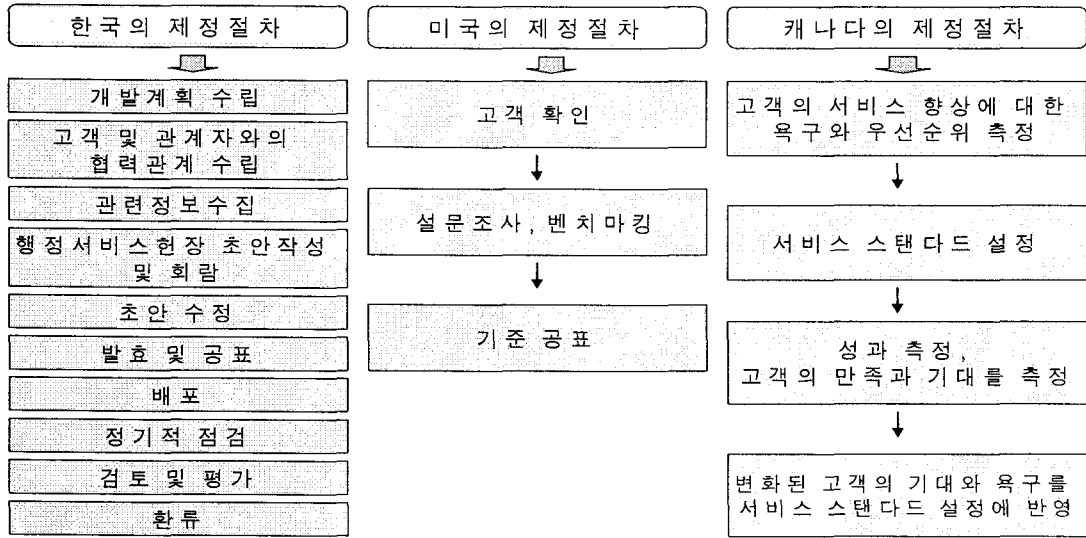 한국의 제정절차
개발계획 수립
고객 및 관계자와의
협력관계 수립
관련정보수집
행정서비스헌장 초안작성
및 회람
초안 수정
발효 및 공표
배포
정기적 점검
검토 및 평가
환류
미국의 제정절차
고객 확인
설문조사, 벤치마킹
기준 공표
캐나다의 제정절차
고객의 서비스 향상에 대한
욕구와 우선순위 측정
서비스 스탠다드 설정
성과 측정,
고객의 만족과 기대를 측정
변화된 고객의 기대와 욕구를
서비스 스탠다드 설정에 반영